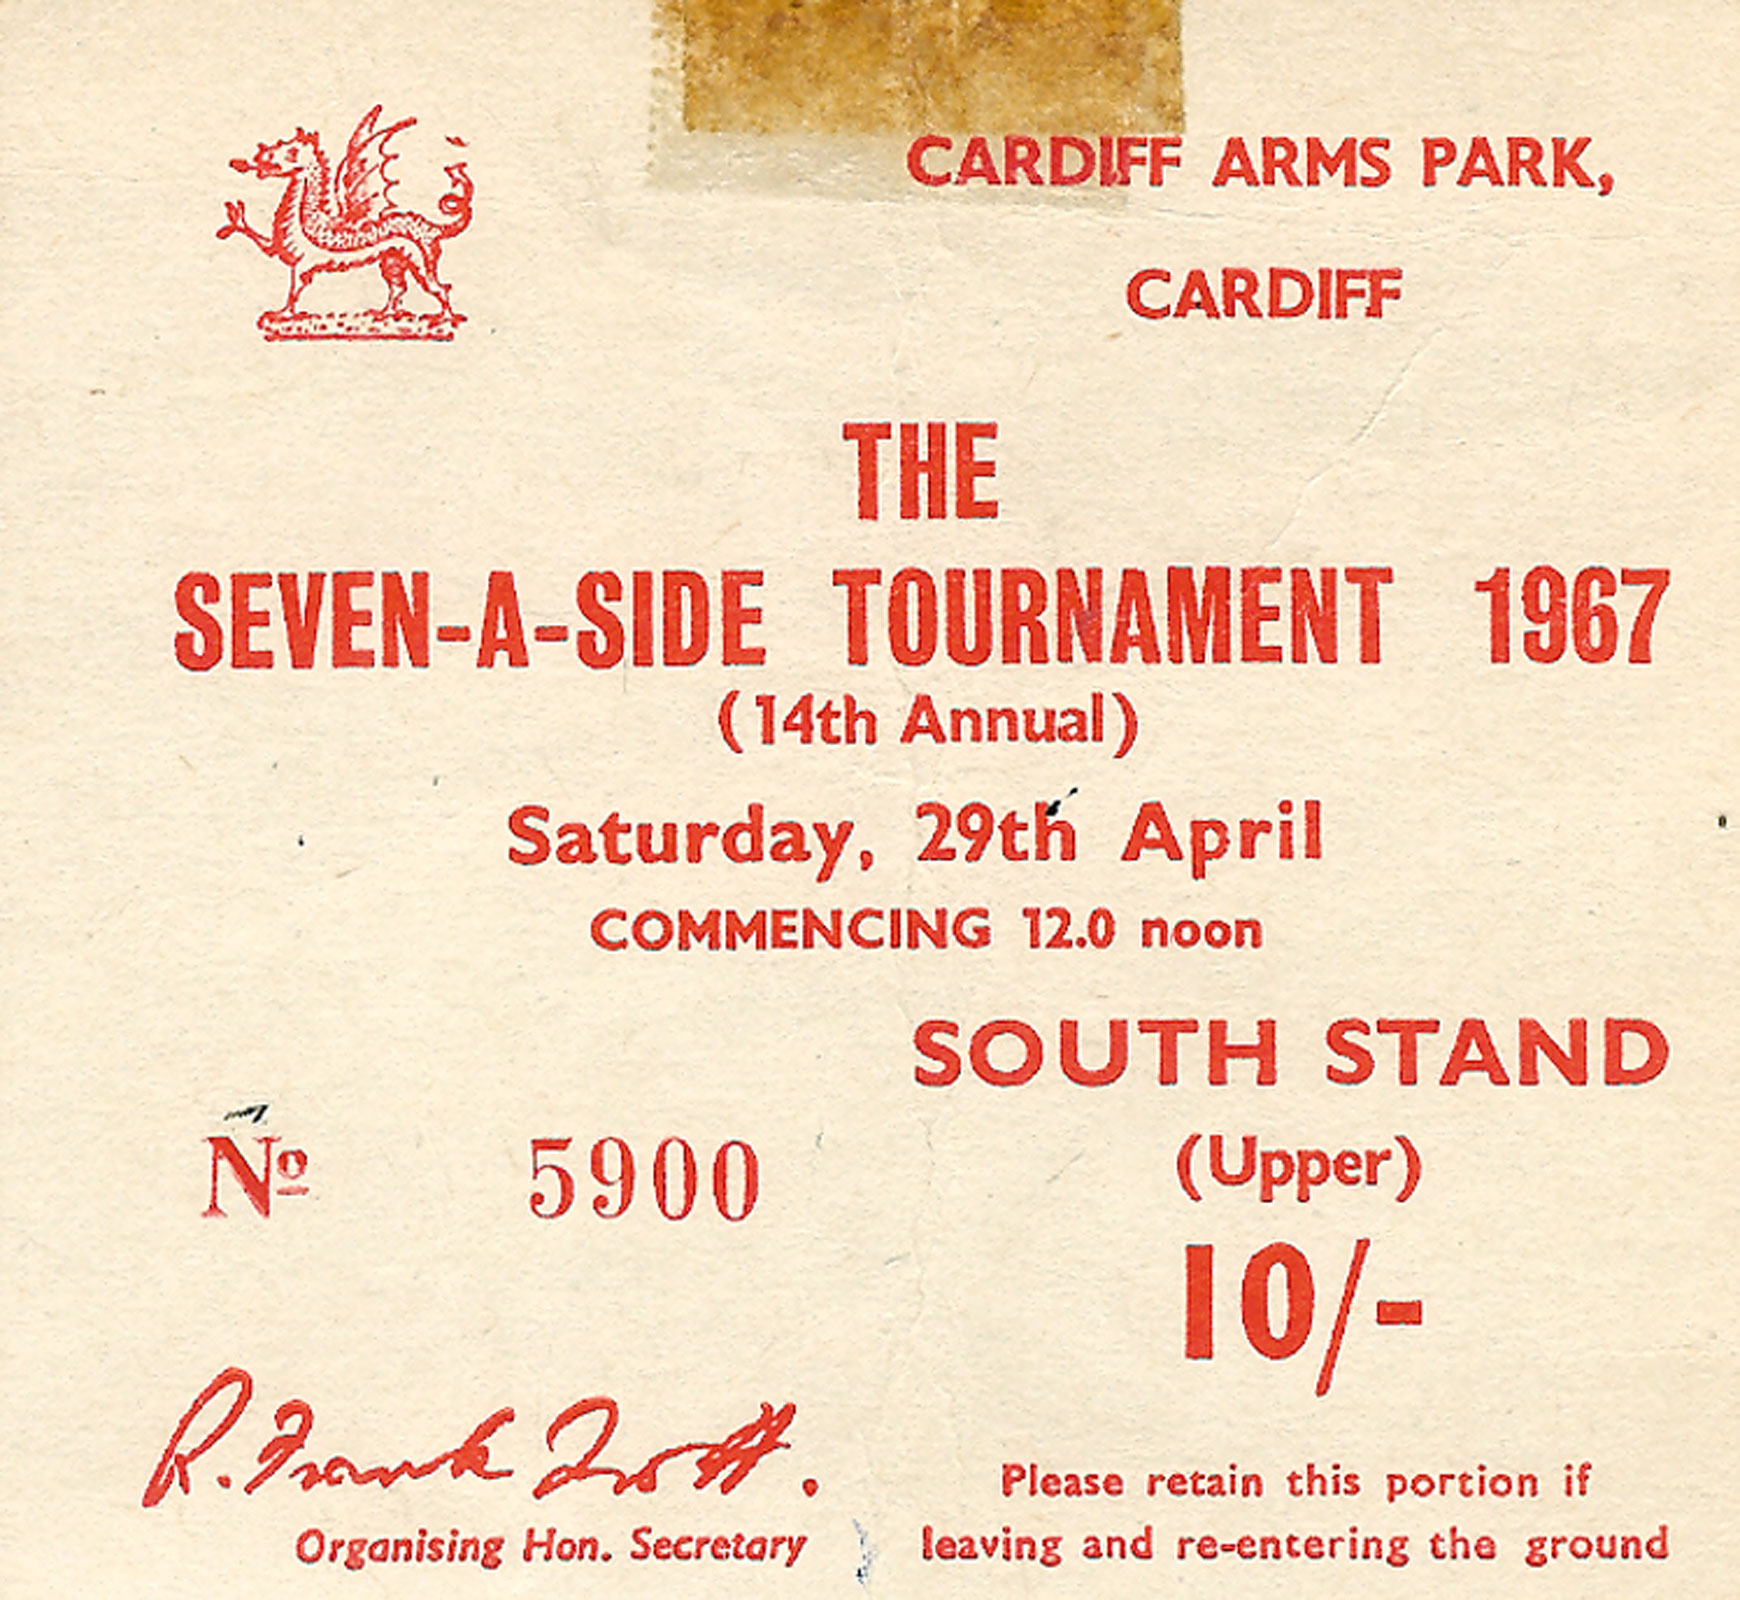 CARDIFF ARMS PARK,
CARDIFF
THE
SEVEN-A-SIDE TOURNAMENT 1967
(14th Annual)
Saturday, 29th April
COMMENCING 12.0 noon
SOUTH STAND
(Upper)
Nº 5900
10/-
R. Frank Trott.
Organising Hon. Secretary
Please retain this portion if
leaving and re-entering the ground